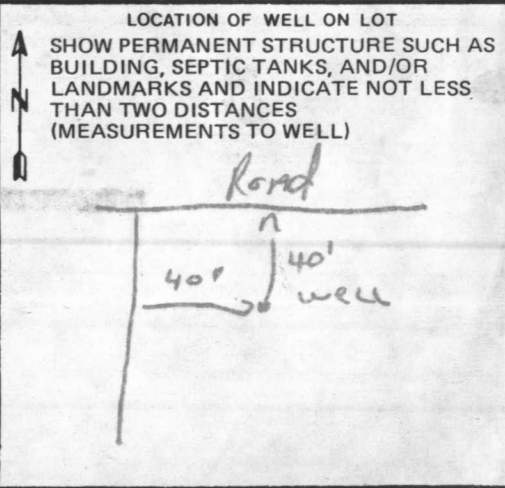 LOCATION OF WELL ON LOT
SHOW PERMANENT STRUCTURE SUCH AS
BUILDING, SEPTIC TANKS, AND/OR
LANDMARKS AND INDICATE NOT LESS
THAN TWO DISTANCES
(MEASUREMENTS TO WELL)
N
Road
40'
40'
well